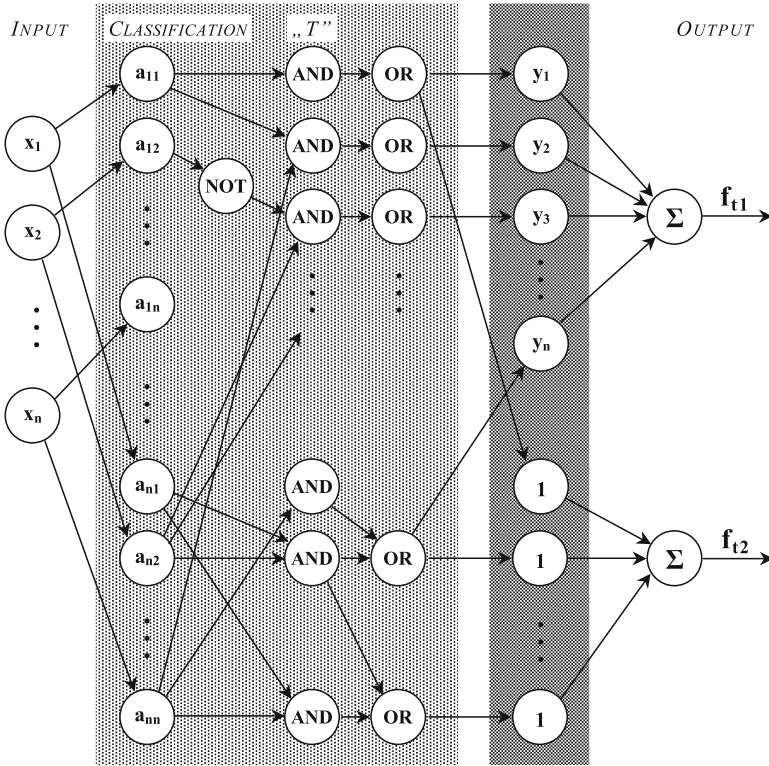 INPUT CLASSIFICATION „T” OUTPUT
a11 AND OR y1
x1 a12 AND OR y2
NOT
x2 AND OR y3 Σ ft1
a1n yn
xn
an1 AND 1
an2 AND OR 1 Σ ft2
ann AND OR 1